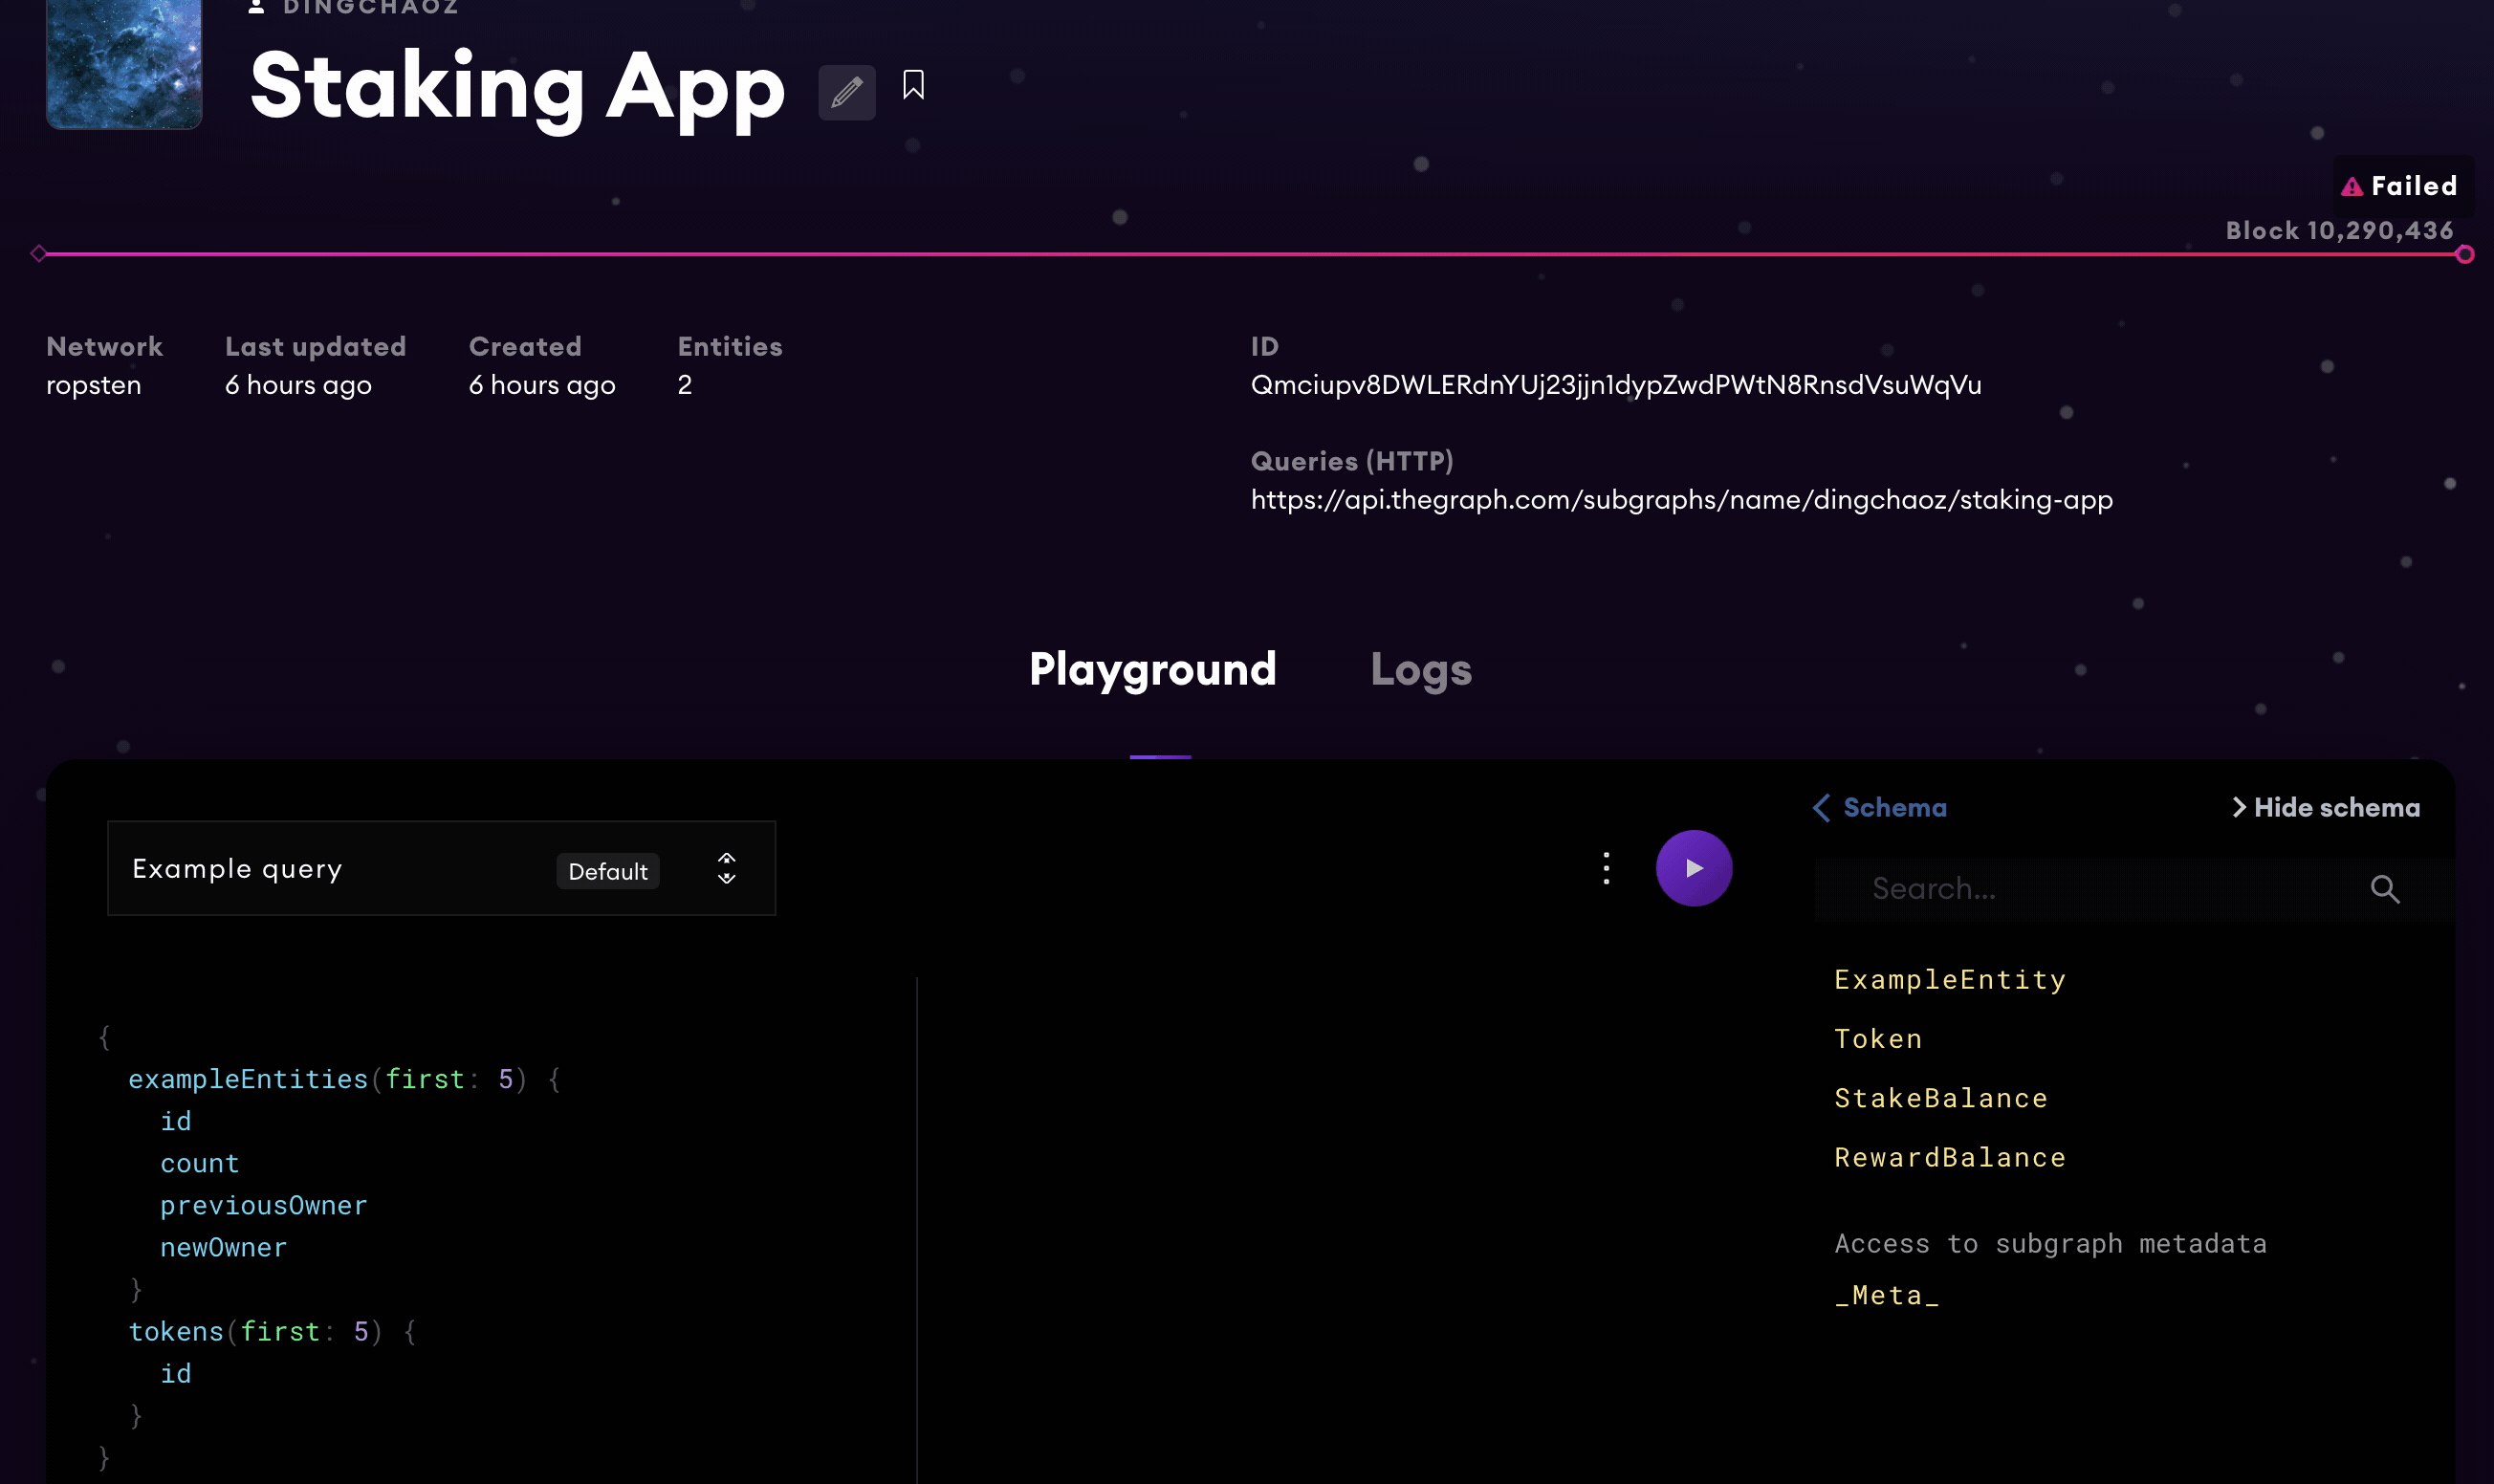 DINGCHAOZ
Staking App
Failed
Block 10,290,436
Network
ropsten
Last updated
6 hours ago
Created
6 hours ago
Entities
2
ID
Qmciupv8DWLERdnYUj23jjn1dypZwdPWtN8RnsdVsuWqVu
Queries (HTTP)
https://api.thegraph.com/subgraphs/name/dingchaoz/staking-app
Playground
Logs
Example query
Default
{
exampleEntities(first: 5) {
id
count
previousOwner
newOwner
}
tokens(first: 5) {
id
}
}
Schema
Hide schema
Search...
ExampleEntity
Token
StakeBalance
RewardBalance
Access to subgraph metadata
_Meta_